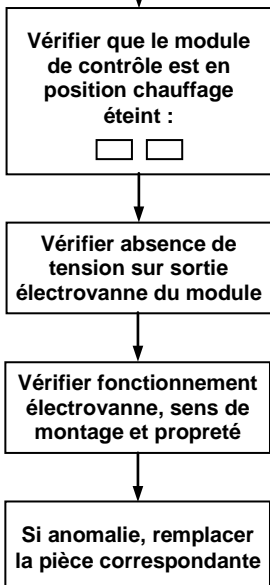 Vérifier que le module
de contrôle est en
position chauffage
éteint :
Vérifier absence de
tension sur sortie
électrovanne du module
Vérifier fonctionnement
électrovanne, sens de
montage et propreté
Si anomalie, remplacer
la pièce correspondante